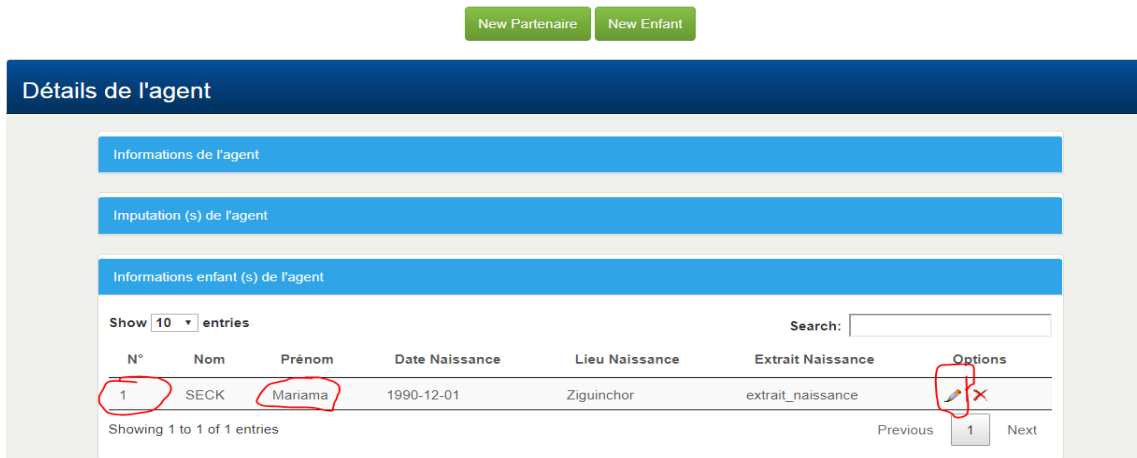 New Partenaire New Enfant
Détails de l'agent
Informations de l'agent
Imputation (s) de l'agent
Informations enfant (s) de l'agent
Show 10 entries Search:
N° Nom Prénom Date Naissance Lieu Naissance Extrait Naissance Options
1 SECK Mariama 1990-12-01 Ziguinchor extrait_naissance
Showing 1 to 1 of 1 entries Previous 1 Next